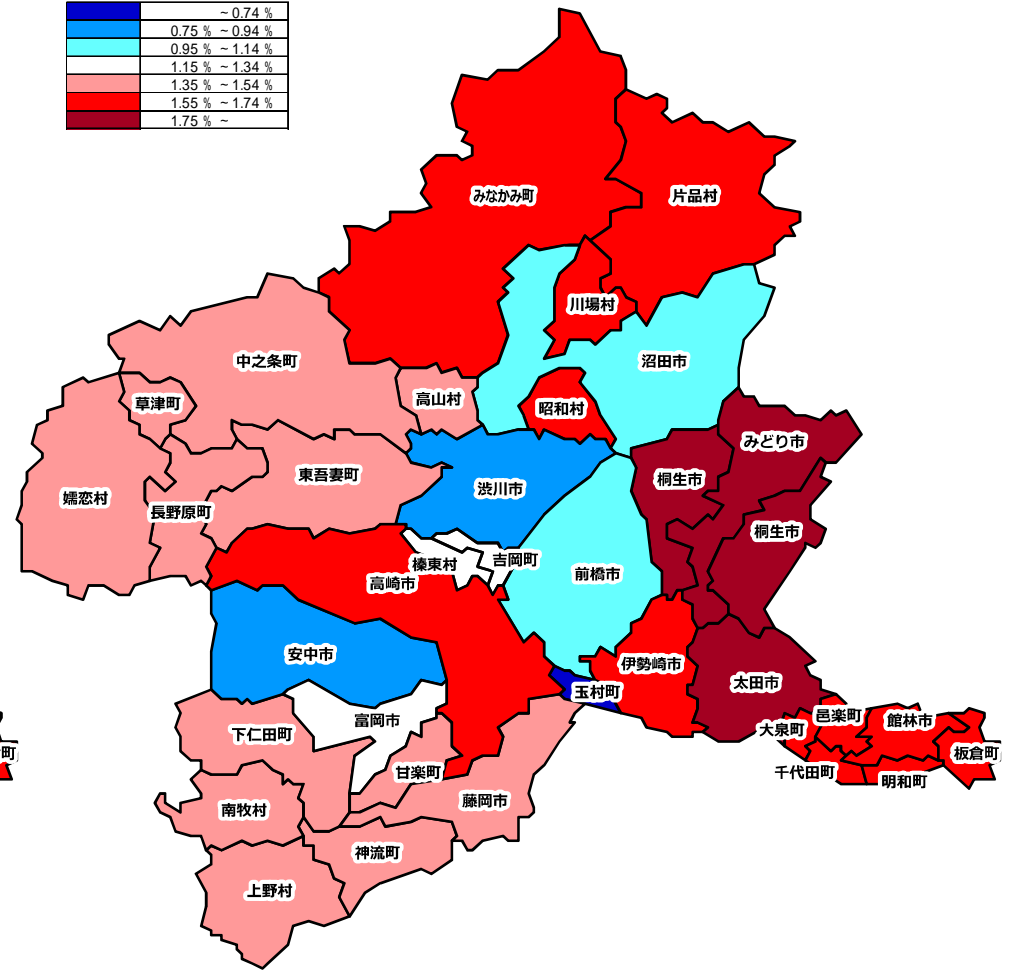 ~ 0.74 %
0.75 % ~ 0.94 %
0.95 % ~ 1.14 %
1.15 % ~ 1.34 %
1.35 % ~ 1.54 %
1.55 % ~ 1.74 %
1.75 % ~
みなかみ町
片品村
川場村
中之条町
沼田市
高山村
草津町
昭和村
みどり市
東吾妻町
桐生市
渋川市
嬬恋村
長野原町
桐生市
吉岡町
榛東村
前橋市
高崎市
安中市
伊勢崎市
太田市
玉村町
富岡市
邑楽町
館林市
下仁田町
大泉町
板倉町
町
甘楽町
千代田町
明和町
藤岡市
南牧村
神流町
上野村